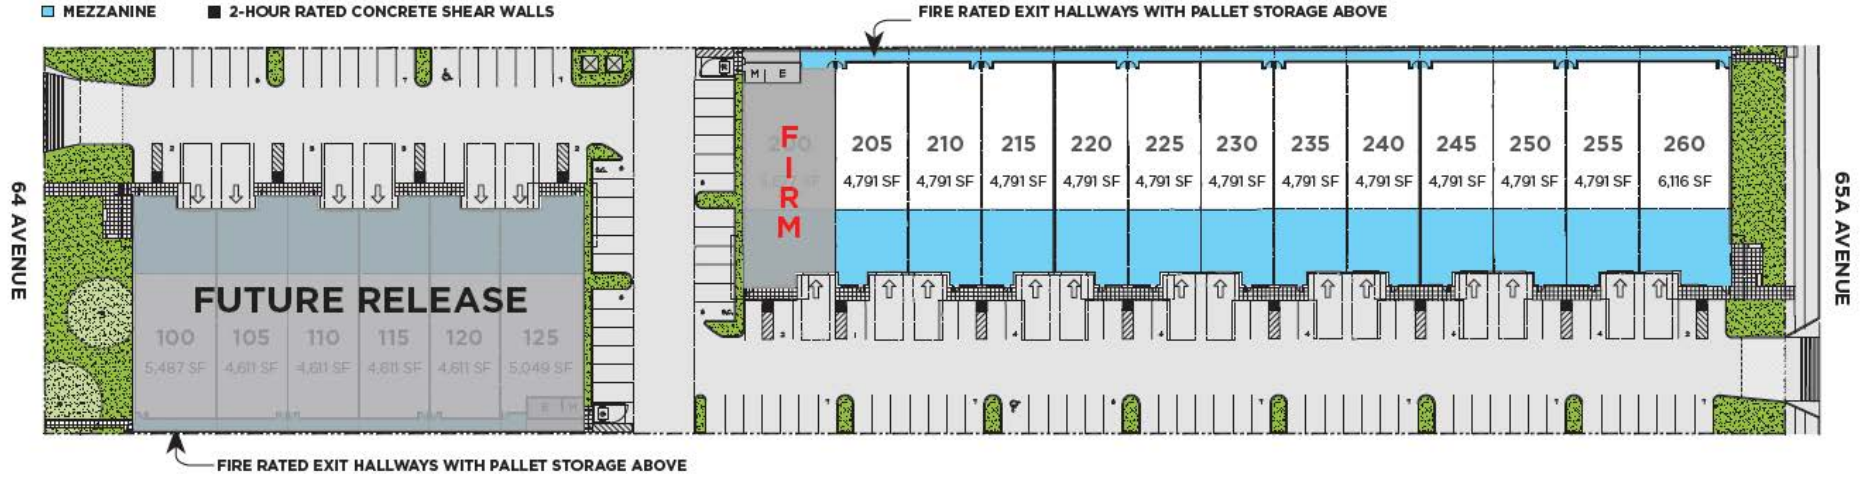 MEZZANINE
2-HOUR RATED CONCRETE SHEAR WALLS
FIRE RATED EXIT HALLWAYS WITH PALLET STORAGE ABOVE
M E
FIRM
205 210 215 220 225 230 235 240 245 250 255 260
4,791 SF 4,791 SF 4,791 SF 4,791 SF 4,791 SF 4,791 SF 4,791 SF 4,791 SF 4,791 SF 4,791 SF 4,791 SF 6,116 SF
64 AVENUE
65A AVENUE
FUTURE RELEASE
100 105 110 115 120 125
5,487 SF 4,611 SF 4,611 SF 4,611 SF 4,611 SF 5,049 SF
FIRE RATED EXIT HALLWAYS WITH PALLET STORAGE ABOVE